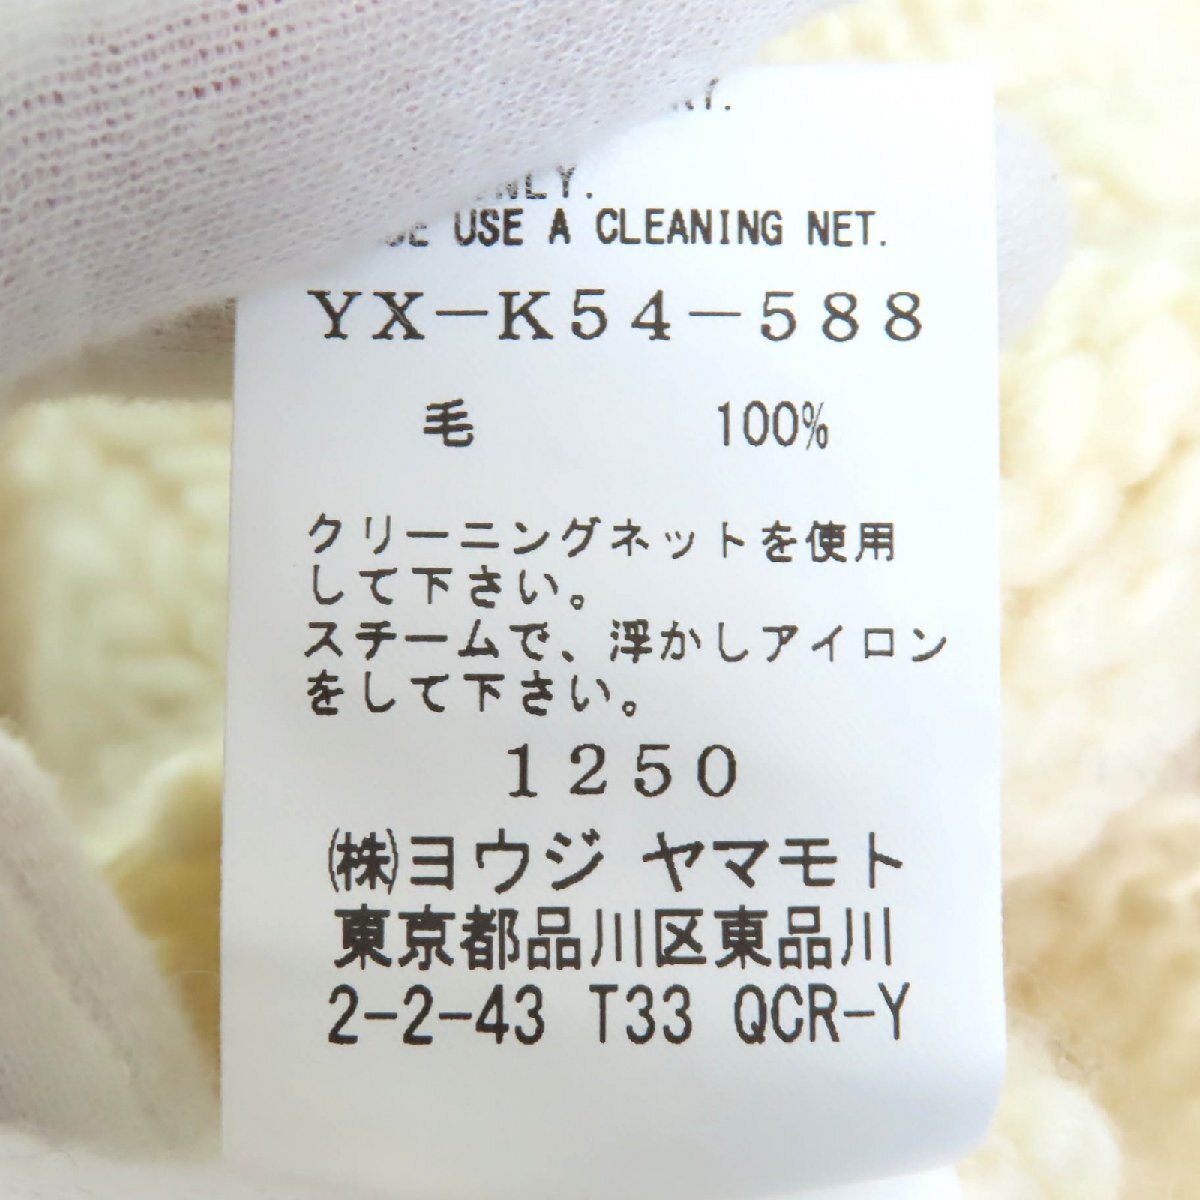 USE A CLEANING NET.
YX-K54-588
毛 100%
クリーニングネットを使用
して下さい。
スチームで、浮かしアイロン
をして下さい。
1250
㈱ヨウジ ヤマモト
東京都品川区東品川
2-2-43 T33 QCR-Y